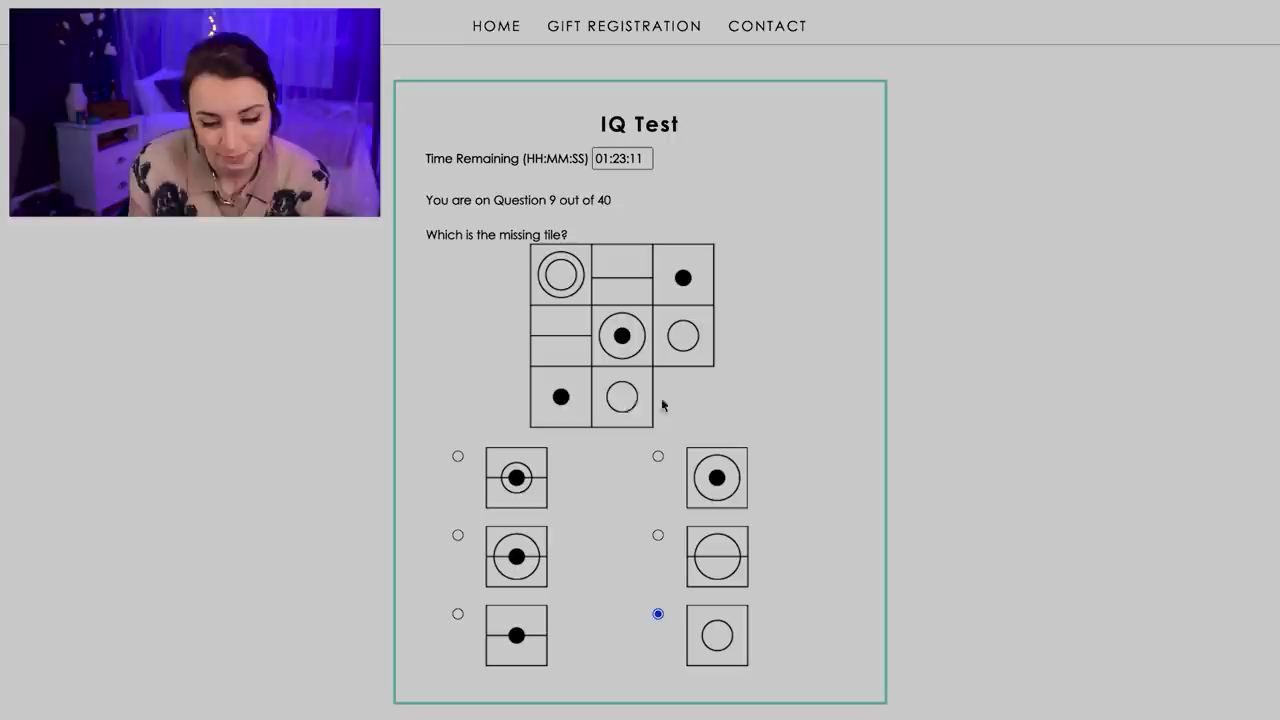 HOME GIFT REGISTRATION CONTACT
IQ Test
Time Remaining (HH:MM:SS) 01:23:11
You are on Question 9 out of 40
Which is the missing tile?